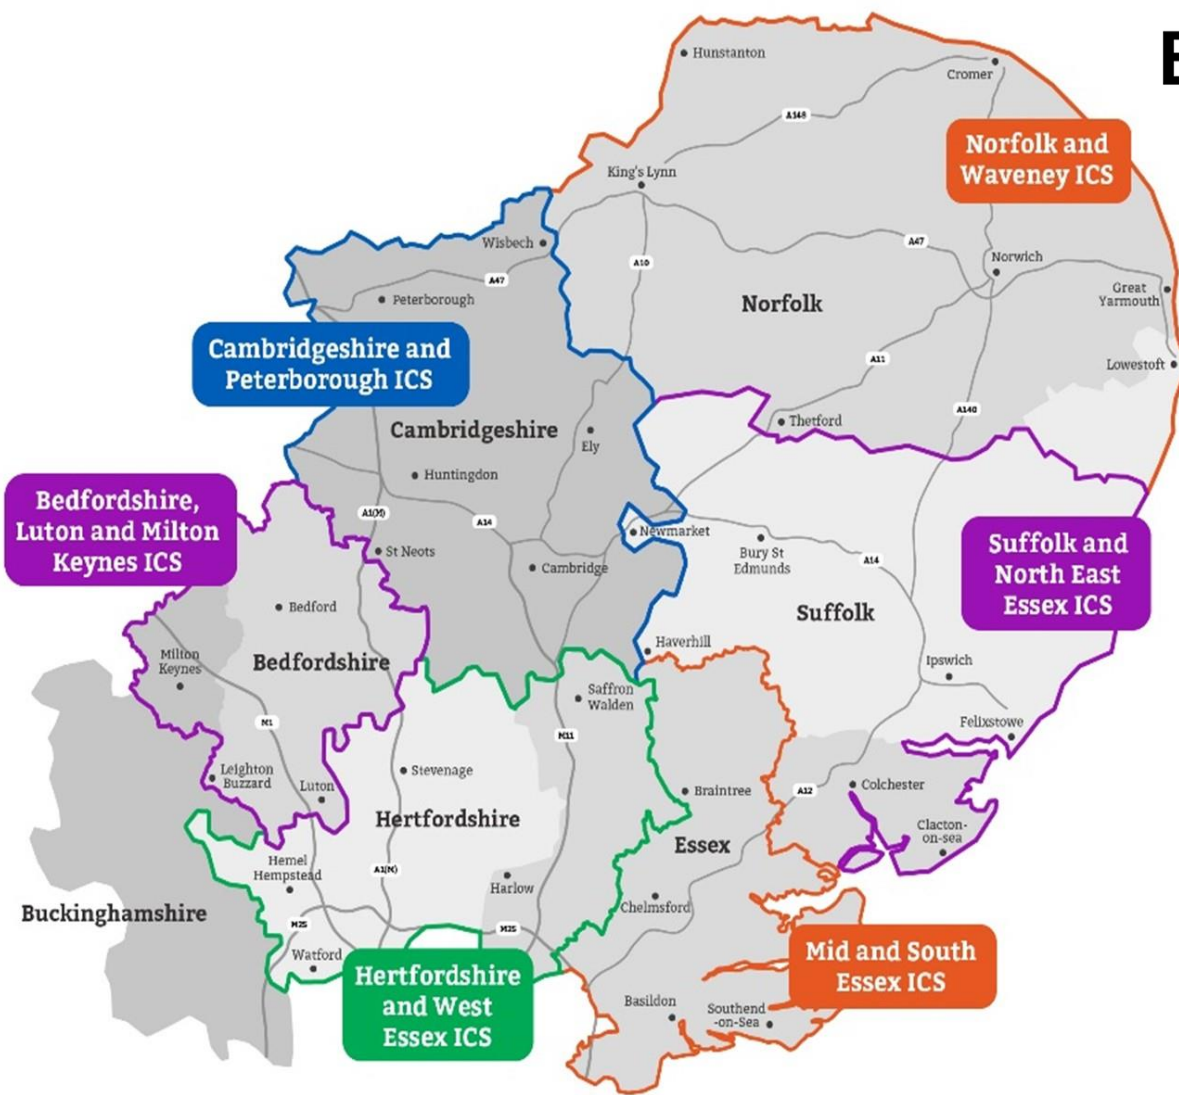 E
Hunstanton
Cromer
A148
Norfolk and
Waveney ICS
King's Lynn
Wisbech
A47
A10
A47
Norwich
Peterborough
Great
Yarmouth
Norfolk
Cambridgeshire and
Peterborough ICS
A11
Lowestoft
A140
Thetford
Cambridgeshire
Ely
Huntingdon
Bedfordshire,
Luton and Milton
Keynes ICS
A1(M)
A14
Newmarket
St Neots
Bury St
Edmunds
A14
Suffolk and
North East
Essex ICS
Cambridge
Bedford
Suffolk
Haverhill
Milton
Keynes
Bedfordshire
Ipswich
Saffron
Walden
M1
M11
Felixstowe
Leighton
Buzzard
Stevenage
Luton
Braintree
A12
Colchester
Hertfordshire
Clacton-
on-sea
Essex
Hemel
Hempstead
A1(M)
Harlow
Chelmsford
Buckinghamshire
M25
M25
Watford
Hertfordshire
and West
Essex ICS
Mid and South
Essex ICS
Basildon
Southend
-on-Sea